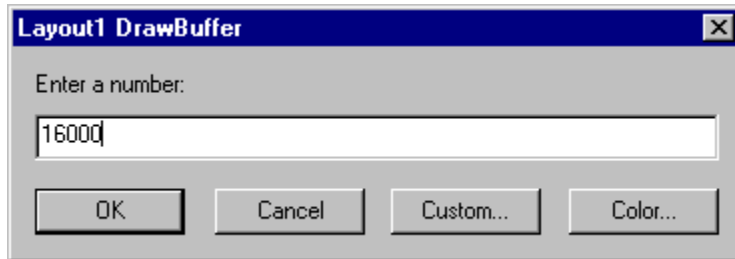 Layout1 DrawBuffer
Enter a number:
16000
OK Cancel Custom... Color...